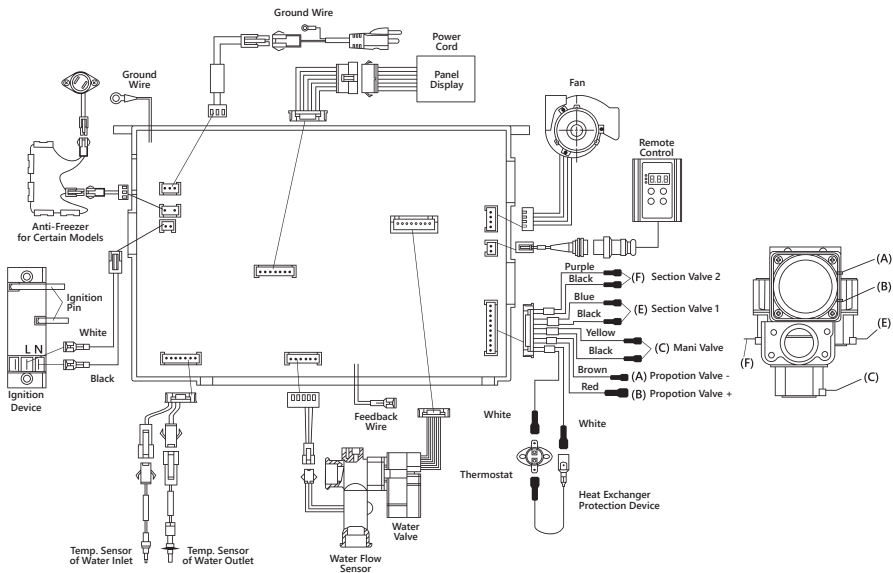 Ground Wire
Power
Cord
Panel
Display
Ground
Wire
Fan
Remote
Control
8.8.8
Anti-Freezer
for Certain Models
Ignition
Pin
White
L N
Black
Ignition
Device
Purple
Black
(F) Section Valve 2
Blue
Black
(E) Section Valve 1
Yellow
Black
(C) Mani Valve
Brown
(A) Propotion Valve -
Red
(B) Propotion Valve +
(A)
(B)
(E)
(F)
(C)
Feedback
Wire
White
White
Thermostat
Heat Exchanger
Protection Device
Water
Valve
Water Flow
Sensor
Temp. Sensor
of Water Inlet
Temp. Sensor
of Water Outlet